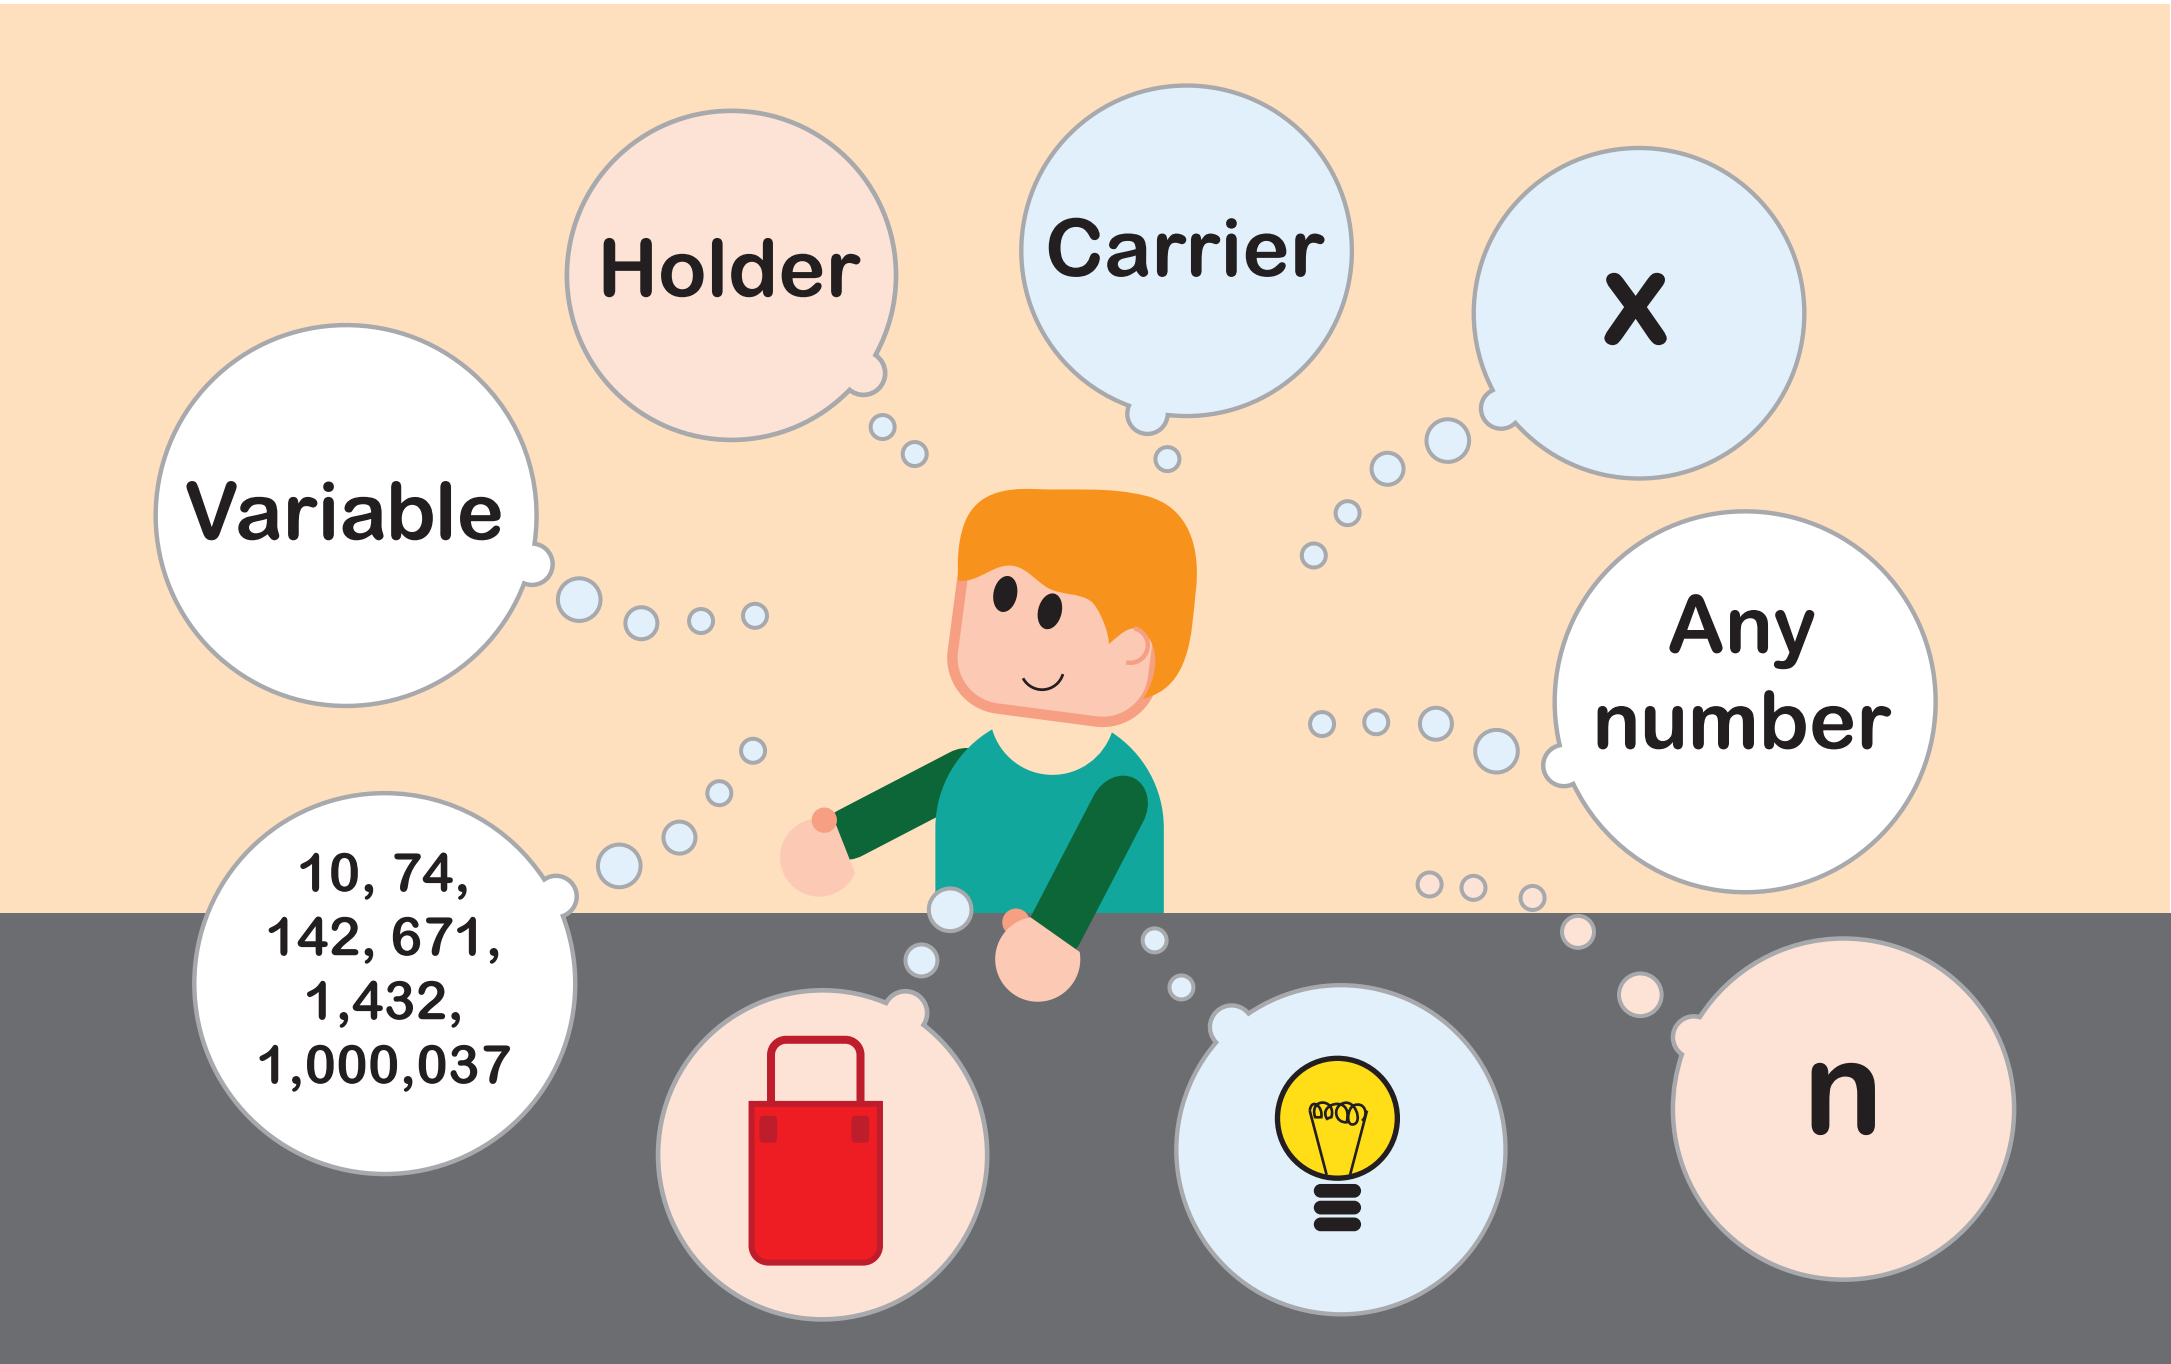 Holder
Carrier
x
Variable
Any
number
10, 74,
142, 671,
1,432,
1,000,037
n